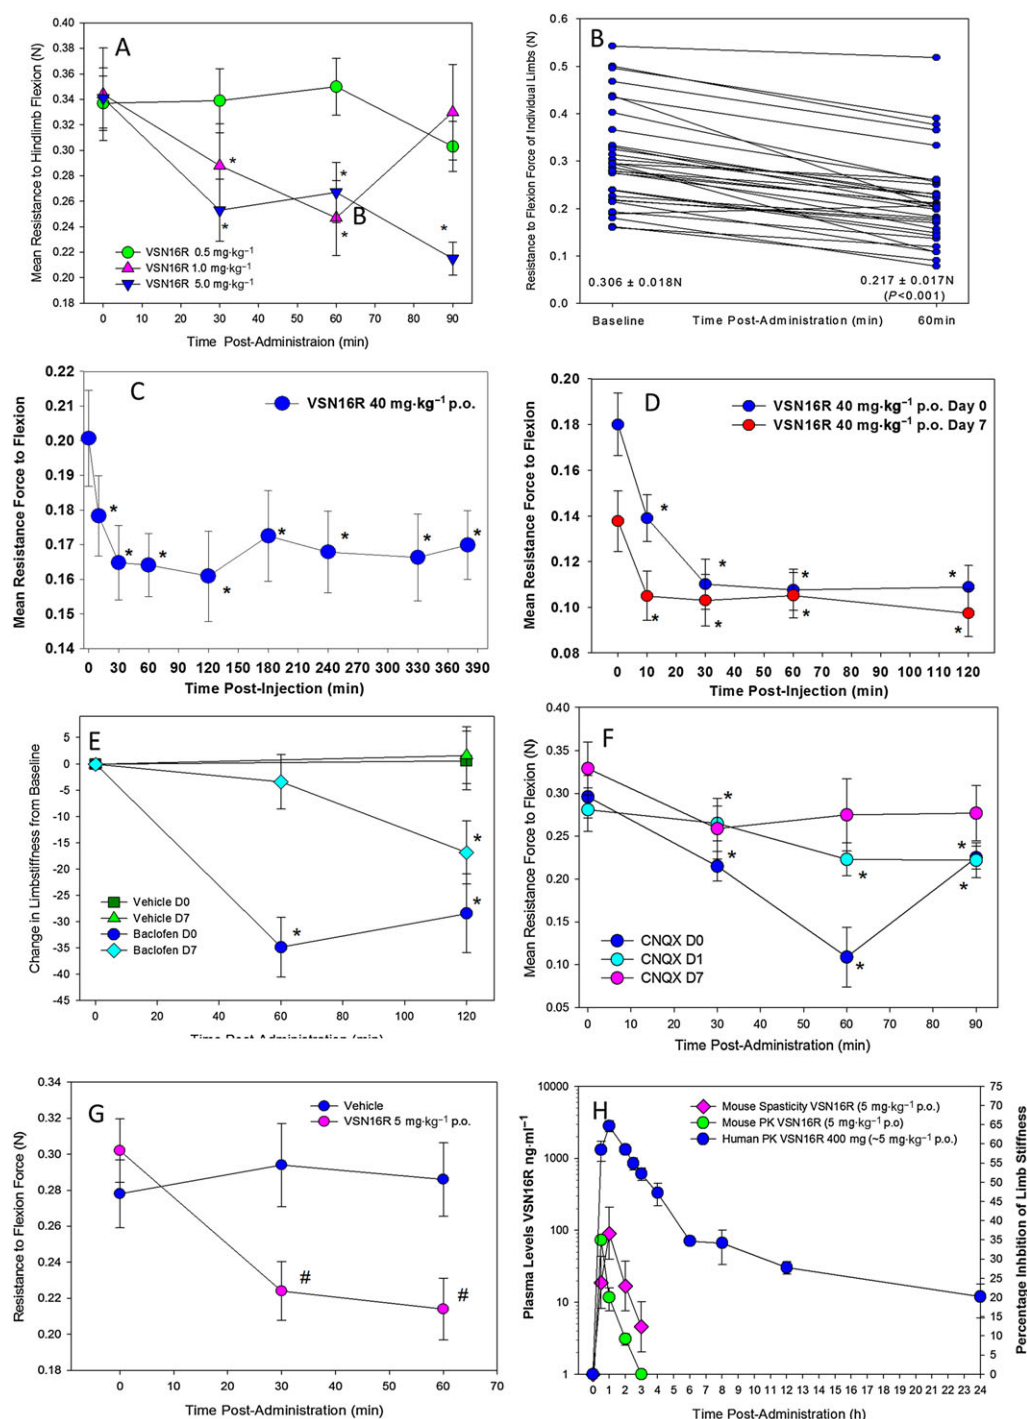 A
Mean Resistance to Hindlimb Flexion (N)
0.40
0.38
0.36
0.34
0.32
0.30
0.28
0.26
0.24
0.22
0.20
0.18
*
*
*
*
*
B
VSN16R 0.5 mg·kg⁻¹
VSN16R 1.0 mg·kg⁻¹
VSN16R 5.0 mg·kg⁻¹
0 10 20 30 40 50 60 70 80 90
Time Post-Administraion (min)
B
Resistance to Flexion Force of Individual Limbs (N)
0.6
0.5
0.4
0.3
0.2
0.1
0.0
0.306 ± 0.018N
0.217 ± 0.017N
(P<0.001)
Baseline Time Post-Administration (min) 60min
C
Mean Resistance Force to Flexion
0.22
0.21
0.20
0.19
0.18
0.17
0.16
0.15
0.14
VSN16R 40 mg·kg⁻¹ p.o.
* * * * * * * *
0 30 60 90 120 150 180 210 240 270 300 330 360 390
Time Post-Injection (min)
D
Mean Resistance Force to Flexion
0.20
0.18
0.16
0.14
0.12
0.10
0.08
VSN16R 40 mg·kg⁻¹ p.o. Day 0
VSN16R 40 mg·kg⁻¹ p.o. Day 7
* * * *
* * * *
0 10 20 30 40 50 60 70 80 90 100 110 120
Time Post-Injection (min)
E
Change in Limbstiffness from Baseline
5
0
-5
-10
-15
-20
-25
-30
-35
-40
-45
*
*
*
Vehicle D0
Vehicle D7
Baclofen D0
Baclofen D7
0 20 40 60 80 100 120
Time Post-Administration (min)
F
Mean Resistance Force to Flexion (N)
0.40
0.35
0.30
0.25
0.20
0.15
0.10
0.05
*
*
*
*
*
*
CNQX D0
CNQX D1
CNQX D7
0 10 20 30 40 50 60 70 80 90
Time Post-Administration (min)
G
Resistance to Flexion Force (N)
0.34
0.32
0.30
0.28
0.26
0.24
0.22
0.20
0.18
Vehicle
VSN16R 5 mg·kg⁻¹ p.o.
#
#
0 10 20 30 40 50 60 70
Time Post-Administration (min)
H
Plasma Levels VSN16R ng·ml⁻¹
10000
1000
100
10
1
Mouse Spasticity VSN16R (5 mg·kg⁻¹ p.o.)
Mouse PK VSN16R (5 mg·kg⁻¹ p.o)
Human PK VSN16R 400 mg (~5 mg·kg⁻¹ p.o.)
75
70
65
60
55
50
45
40
35
30
25
20
15
10
5
0
Percentage Inhbition of Limb Stiffness
0 1 2 3 4 5 6 7 8 9 10 11 12 13 14 15 16 17 18 19 20 21 22 23 24
Time Post-Administration (h)